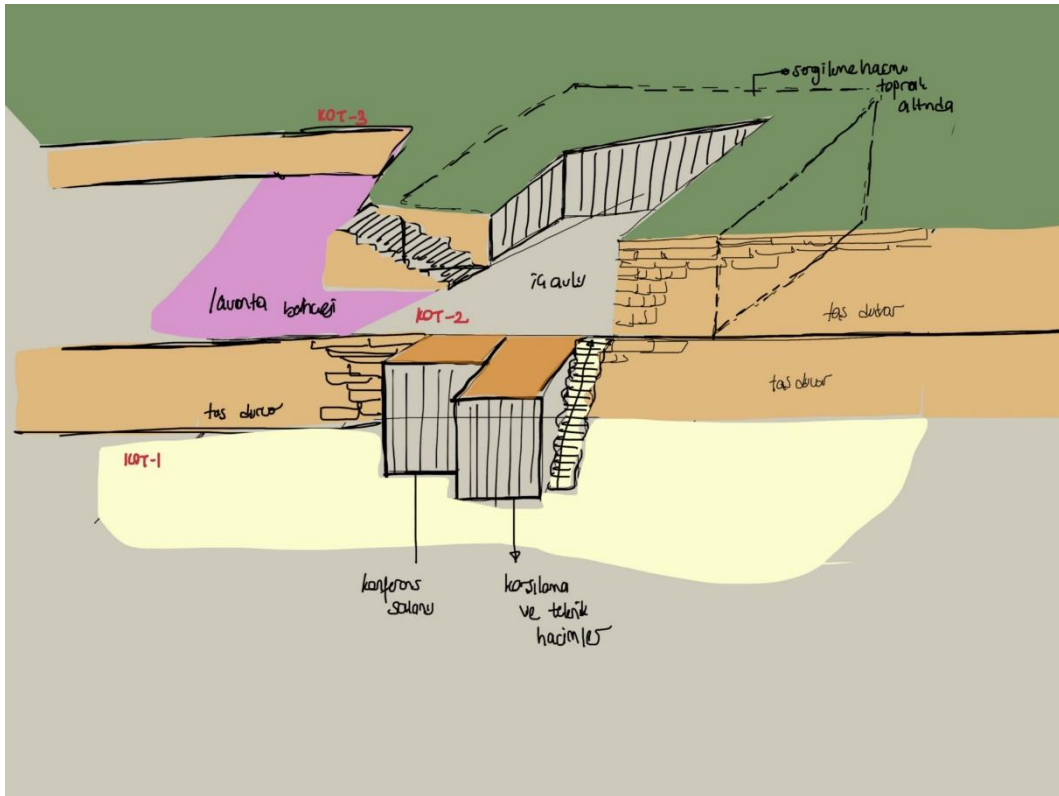 sergileme hacmi
toprak
altında
KOT-3
lavanta bahçesi
KOT-2
iç avlu
taş duvar
taş duvar
taş duvar
KOT-1
konferans
salonu
karşılama
ve teknik
hacimler